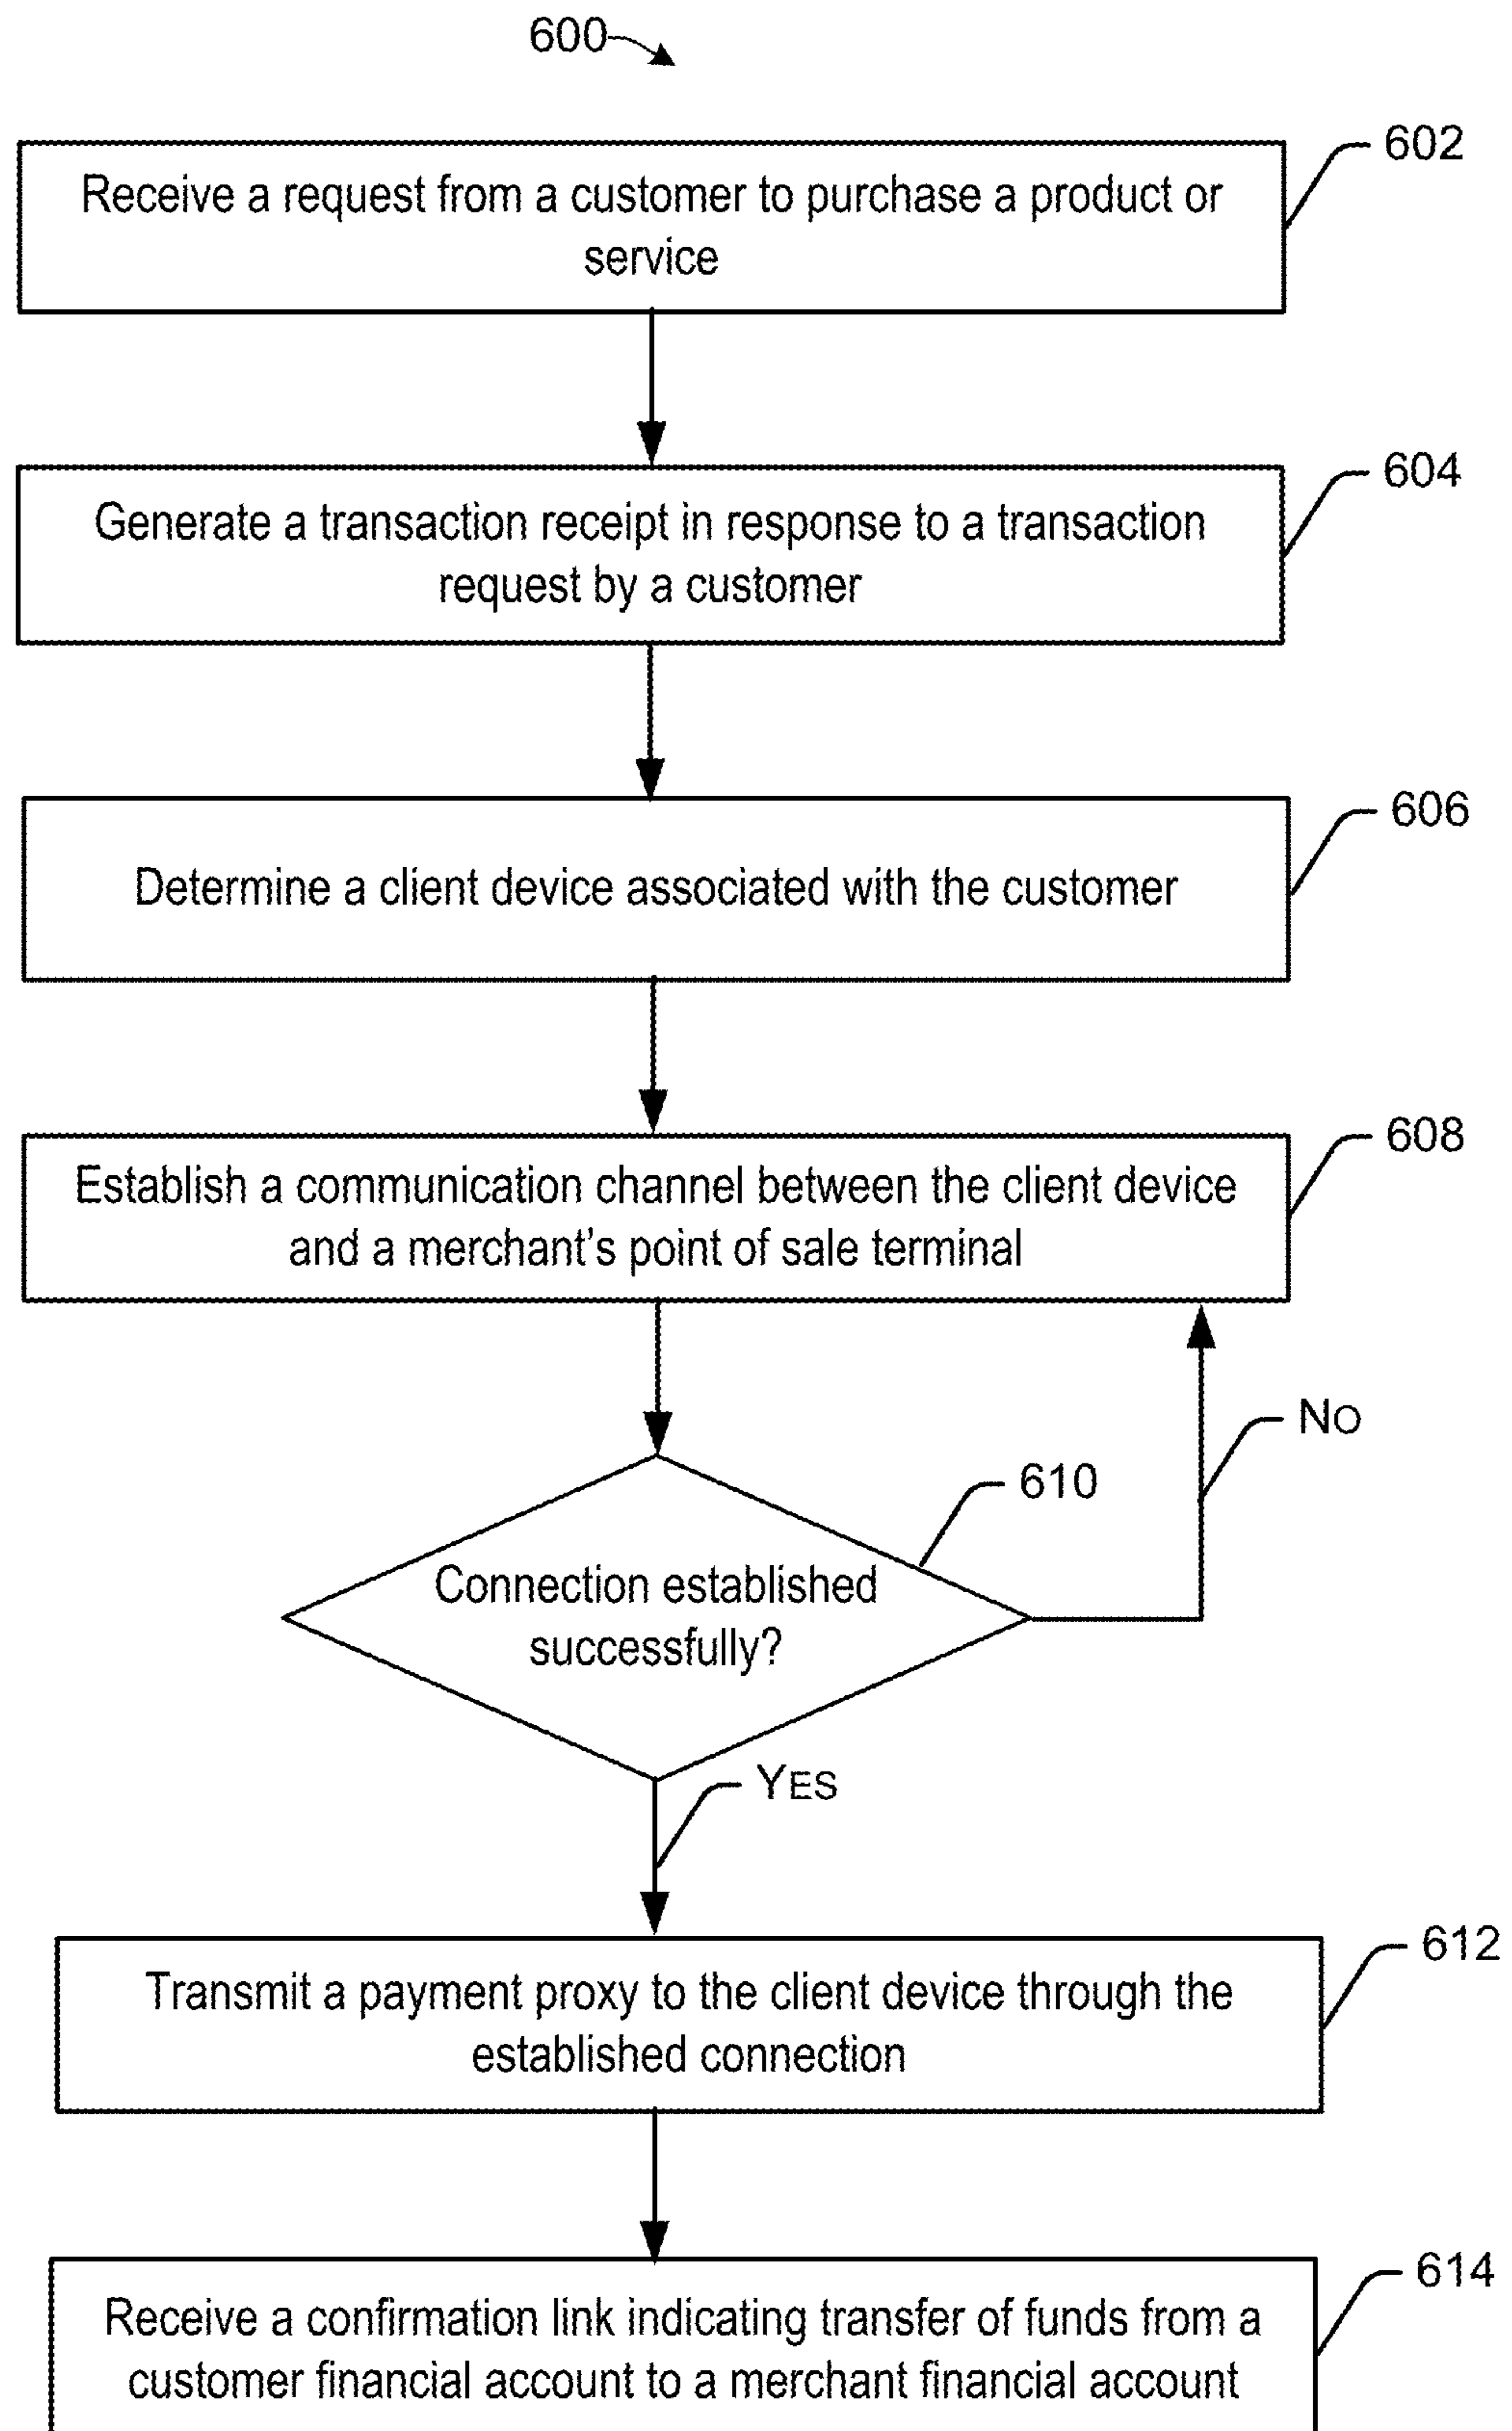 600
602
Receive a request from a customer to purchase a product or
service
604
Generate a transaction receipt in response to a transaction
request by a customer
606
Determine a client device associated with the customer
608
Establish a communication channel between the client device
and a merchant's point of sale terminal
No
610
Connection established
successfully?
Yes
612
Transmit a payment proxy to the client device through the
established connection
614
Receive a confirmation link indicating transfer of funds from a
customer financial account to a merchant financial account